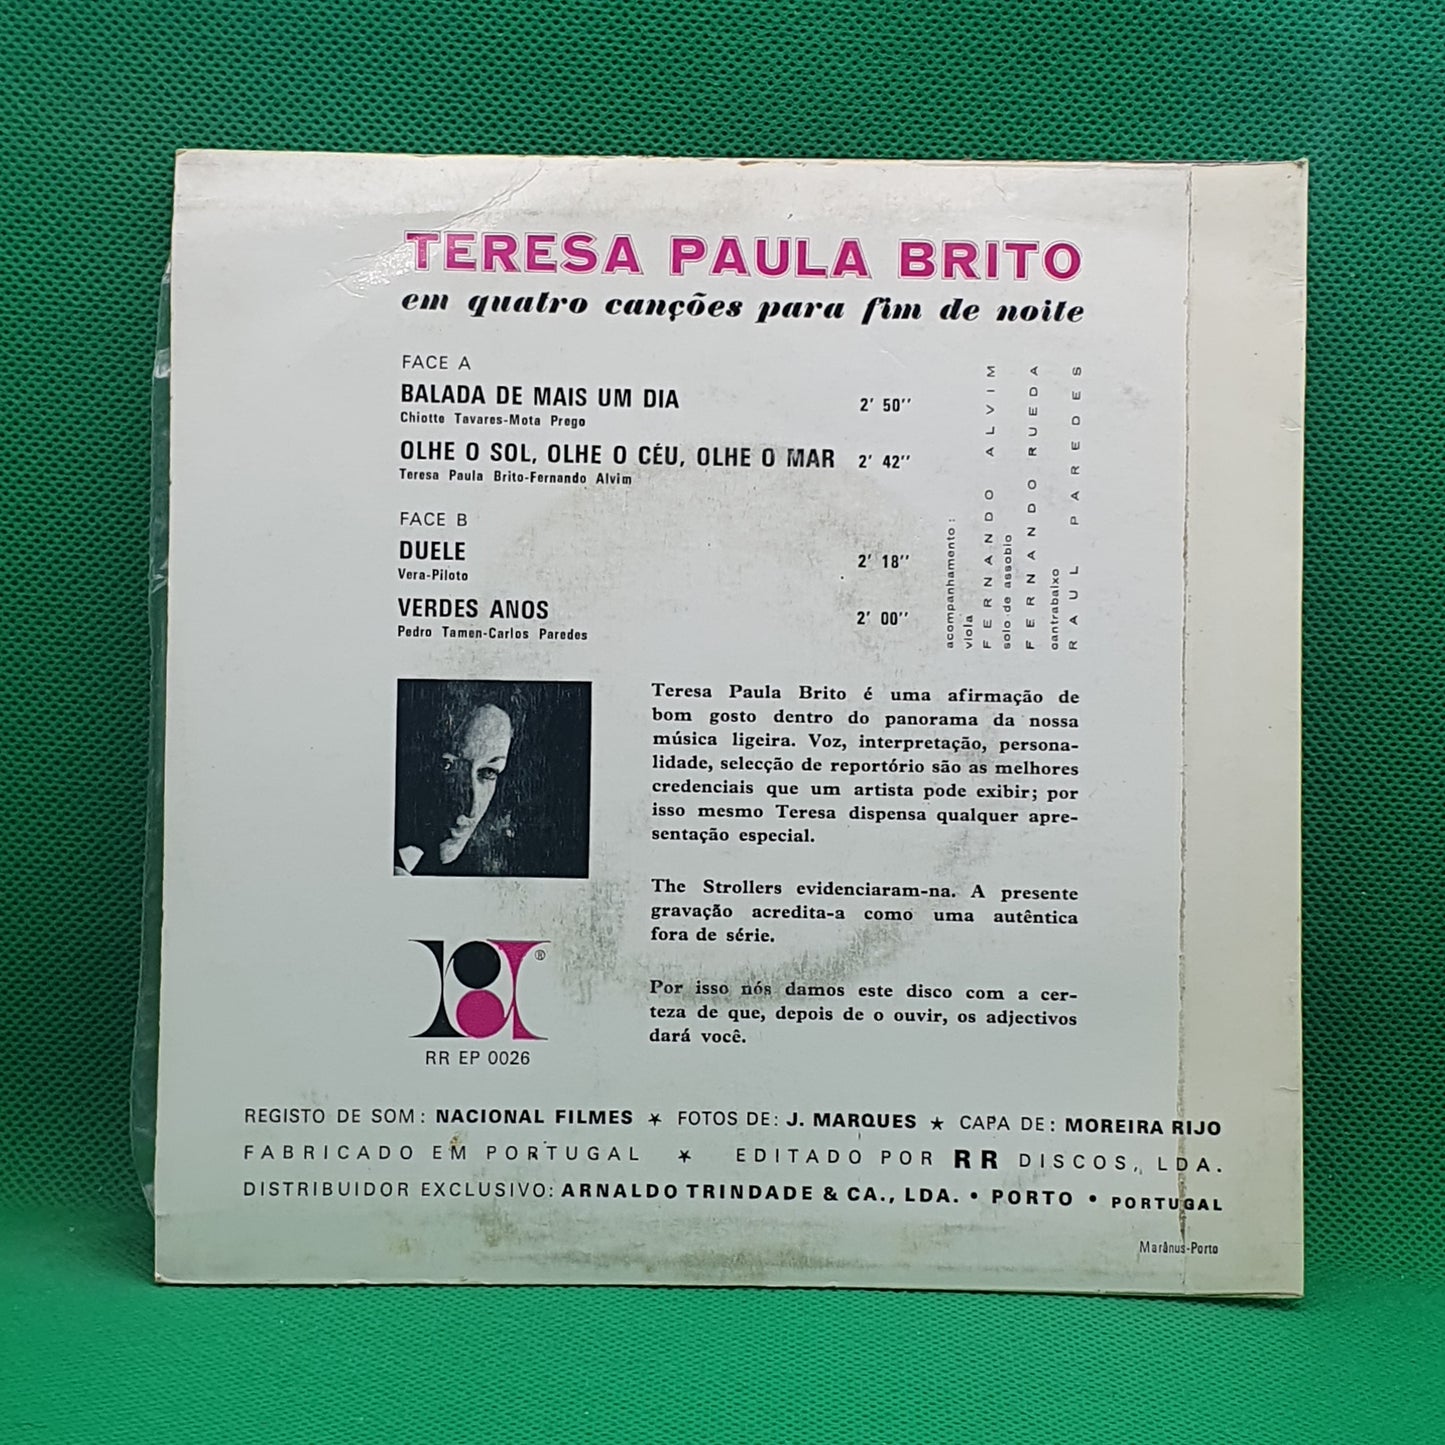 TERESA PAULA BRITO
em quatro canções para fim de noite
FACE A
BALADA DE MAIS UM DIA 2' 50''
Chiotte Tavares-Mota Prego
OLHE O SOL, OLHE O CÉU, OLHE O MAR 2' 42''
Teresa Paula Brito-Fernando Alvim
FACE B
DUELE 2' 18''
Vera-Piloto
VERDES ANOS 2' 00''
Pedro Tamen-Carlos Paredes
acompanhamento:
viola
FERNANDO ALVIM
solo de assobio
FERNANDO RUEDA
contrabaixo
RAUL PAREDES
Teresa Paula Brito é uma afirmação de
bom gosto dentro do panorama da nossa
música ligeira. Voz, interpretação, persona-
lidade, selecção de reportório são as melhores
credenciais que um artista pode exibir; por
isso mesmo Teresa dispensa qualquer apre-
sentação especial.
The Strollers evidenciaram-na. A presente
gravação acredita-a como uma autêntica
fora de série.
Por isso nós damos este disco com a cer-
teza de que, depois de o ouvir, os adjectivos
dará você.
®
RR EP 0026
REGISTO DE SOM: NACIONAL FILMES ★ FOTOS DE: J. MARQUES ★ CAPA DE: MOREIRA RIJO
FABRICADO EM PORTUGAL ★ EDITADO POR RR DISCOS, LDA.
DISTRIBUIDOR EXCLUSIVO: ARNALDO TRINDADE & CA., LDA. • PORTO • PORTUGAL
Marânus-Porto